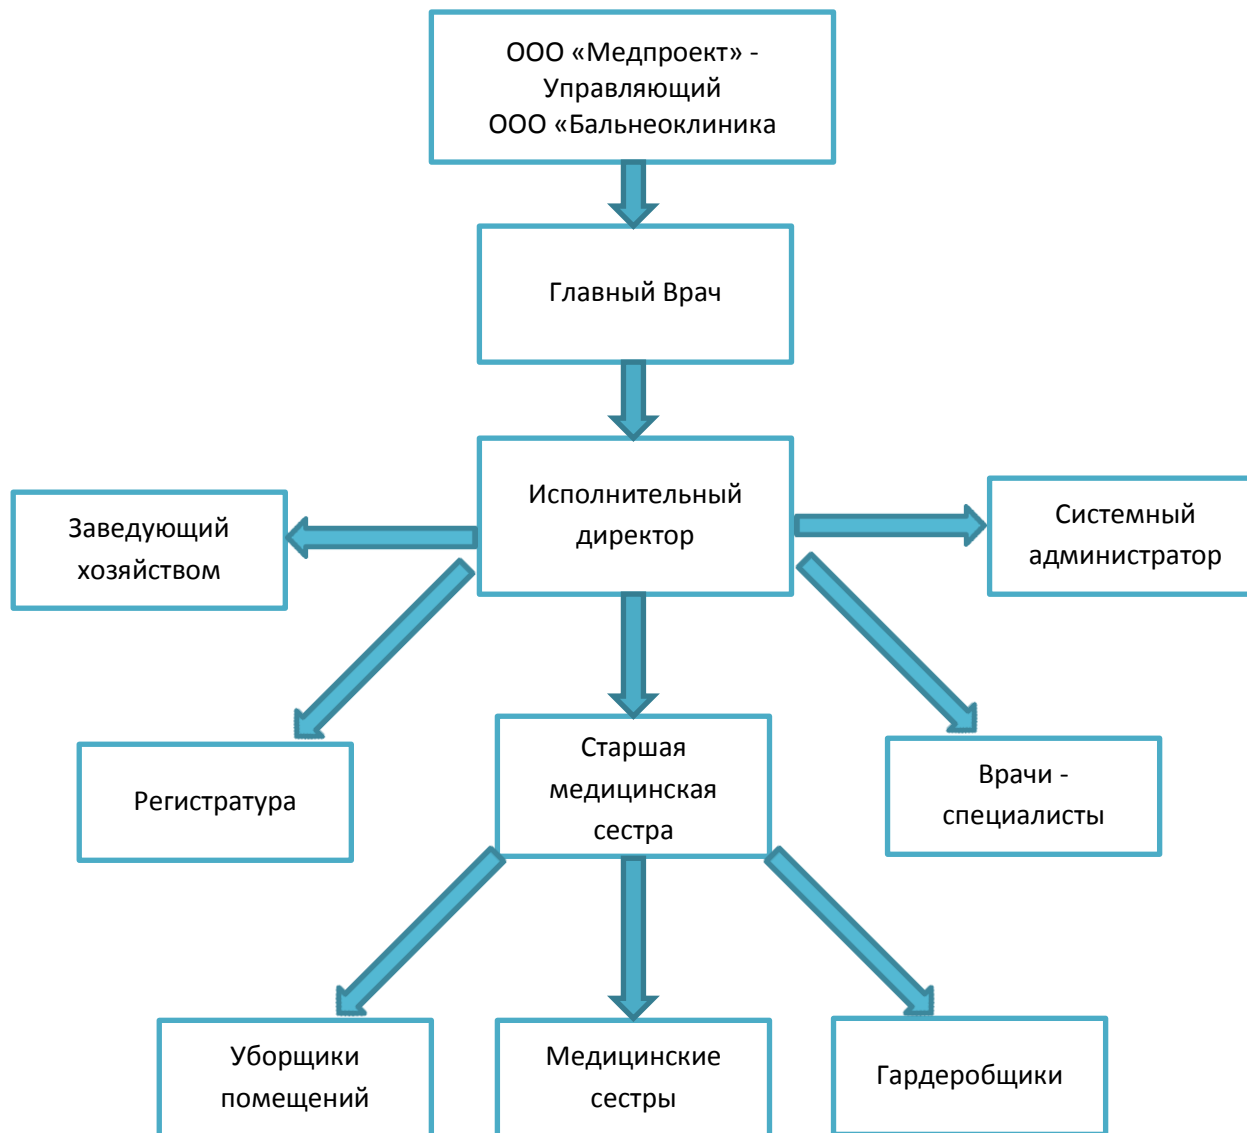 ООО «Медпроект» -
Управляющий
ООО «Бальнеоклиника
Главный Врач
Исполнительный
директор
Заведующий
хозяйством
Системный
администратор
Регистратура
Старшая
медицинская
сестра
Врачи -
специалисты
Уборщики
помещений
Медицинские
сестры
Гардеробщики